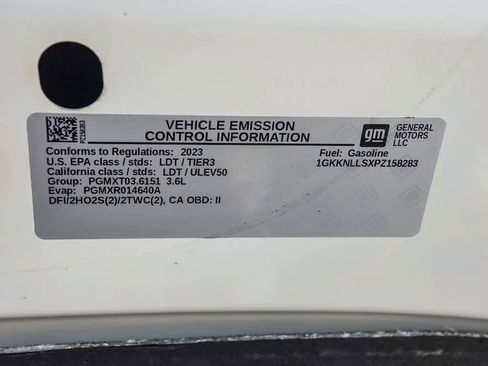 PZ158283
VEHICLE EMISSION
CONTROL INFORMATION
gm
GENERAL
MOTORS
LLC
Conforms to Regulations: 2023
U.S. EPA class / stds: LDT / TIER3
California class / stds: LDT / ULEV50
Group: PGMXT03.6151 3.6L
Evap: PGMXR014640A
DFI/2HO2S(2)/2TWC(2), CA OBD: II
Fuel: Gasoline
1GKKNLLSXPZ158283